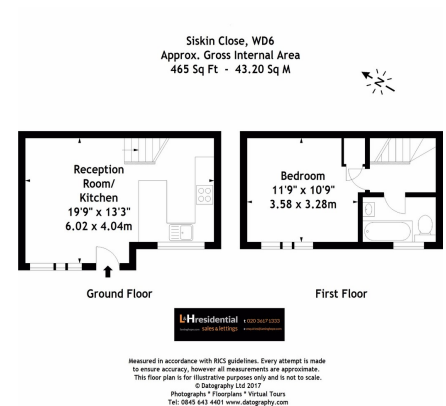 Siskin Close, WD6
Approx. Gross Internal Area
465 Sq Ft - 43.20 Sq M
N
Reception
Room/
Kitchen
19'9" x 13'3"
6.02 x 4.04m
Bedroom
11'9" x 10'9"
3.58 x 3.28m
Ground Floor
First Floor
L&Hresidential
sales&lettings
Measured in accordance with RICS guidelines. Every attempt is made
to ensure accuracy, however all measurements are approximate.
This floor plan is for illustrative purposes only and is not to scale.
© Datography Ltd 2017
Photographs * Floorplans * Virtual Tours
Tel: 0845 643 4401 www.datography.com